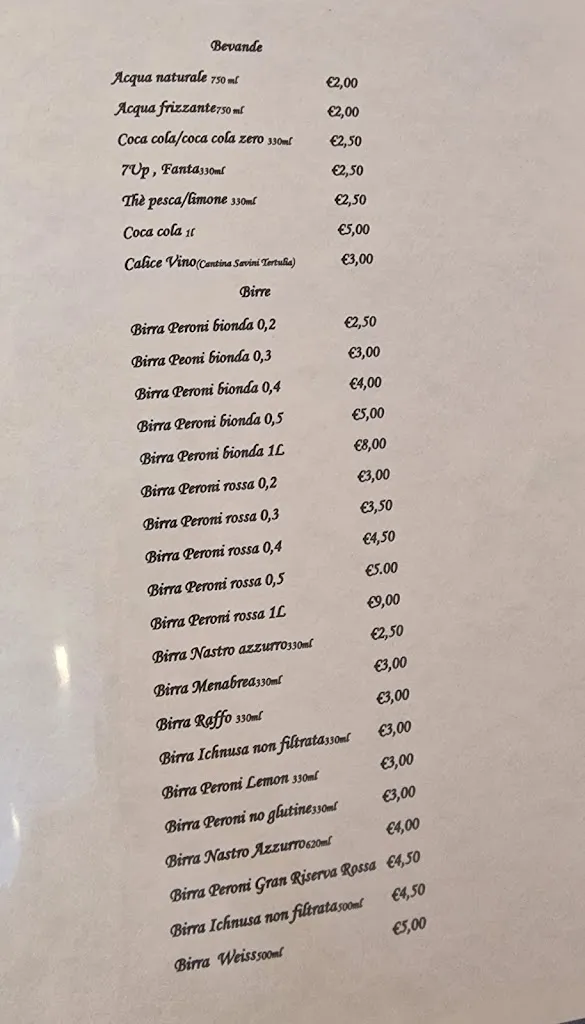 Bevande
Acqua naturale 750 ml €2,00
Acqua frizzante750 ml €2,00
Coca cola/coca cola zero 330ml €2,50
7Up , Fanta330ml €2,50
Thè pesca/limone 330ml €2,50
Coca cola 1l €5,00
Calice Vino(Cantina Savini Tertulia) €3,00
Birre
Birra Peroni bionda 0,2 €2,50
Birra Peoni bionda 0,3 €3,00
Birra Peroni bionda 0,4 €4,00
Birra Peroni bionda 0,5 €5,00
Birra Peroni bionda 1L €8,00
Birra Peroni rossa 0,2 €3,00
Birra Peroni rossa 0,3 €3,50
Birra Peroni rossa 0,4 €4,50
Birra Peroni rossa 0,5 €5.00
Birra Peroni rossa 1L €9,00
Birra Nastro azzurro330ml €2,50
Birra Menabrea330ml €3,00
Birra Raffo 330ml €3,00
Birra Ichnusa non filtrata330ml €3,00
Birra Peroni Lemon 330ml €3,00
Birra Peroni no glutine330ml €3,00
Birra Nastro Azzurro620ml €4,00
Birra Peroni Gran Riserva Rossa €4,50
Birra Ichnusa non filtrata500ml €4,50
Birra Weiss500ml €5,00